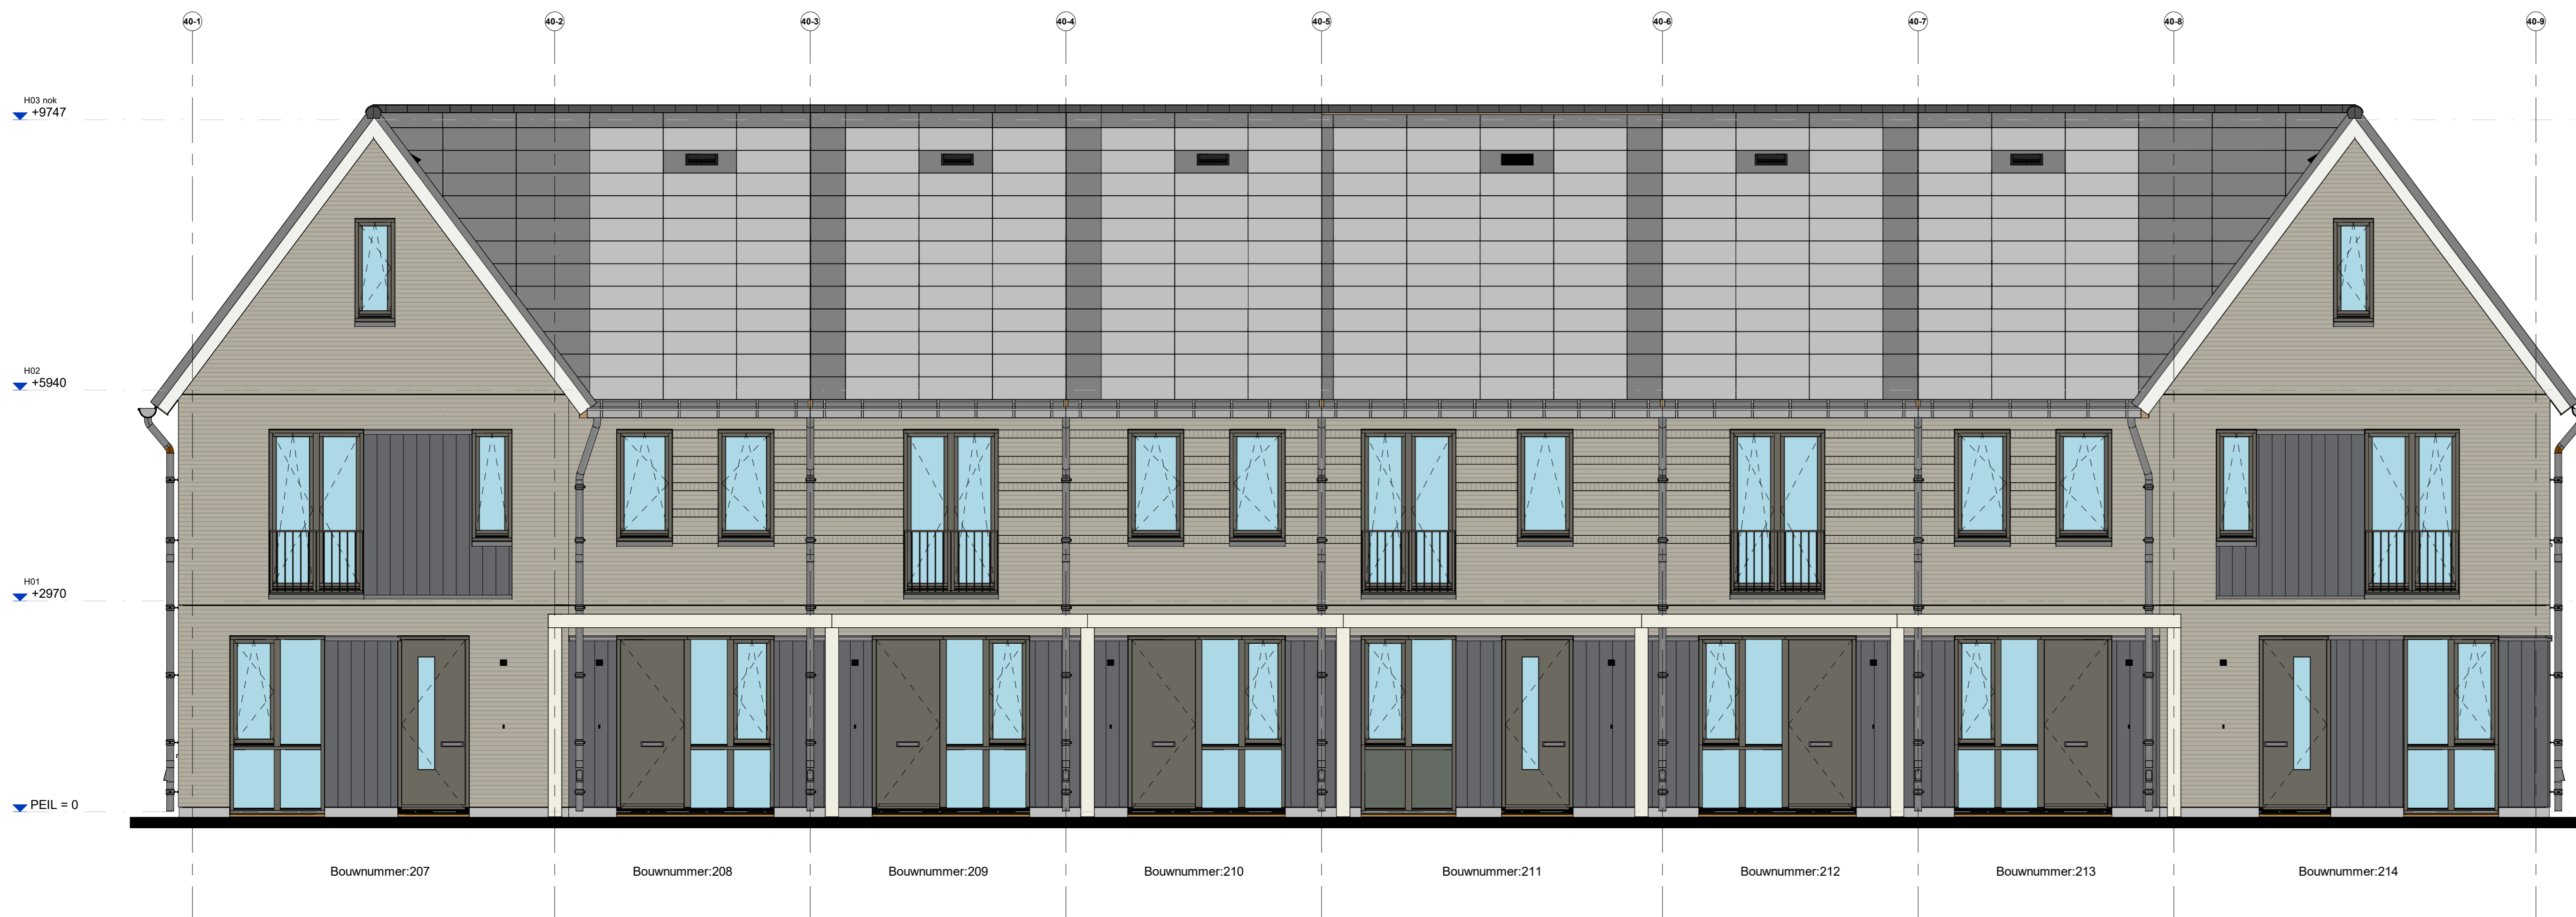 40-1 40-2 40-3 40-4 40-5 40-6 40-7 40-8 40-9
H03 nok
+9747
H02
+5940
H01
+2970
PEIL = 0
Bouwnummer:207 Bouwnummer:208 Bouwnummer:209 Bouwnummer:210 Bouwnummer:211 Bouwnummer:212 Bouwnummer:213 Bouwnummer:214